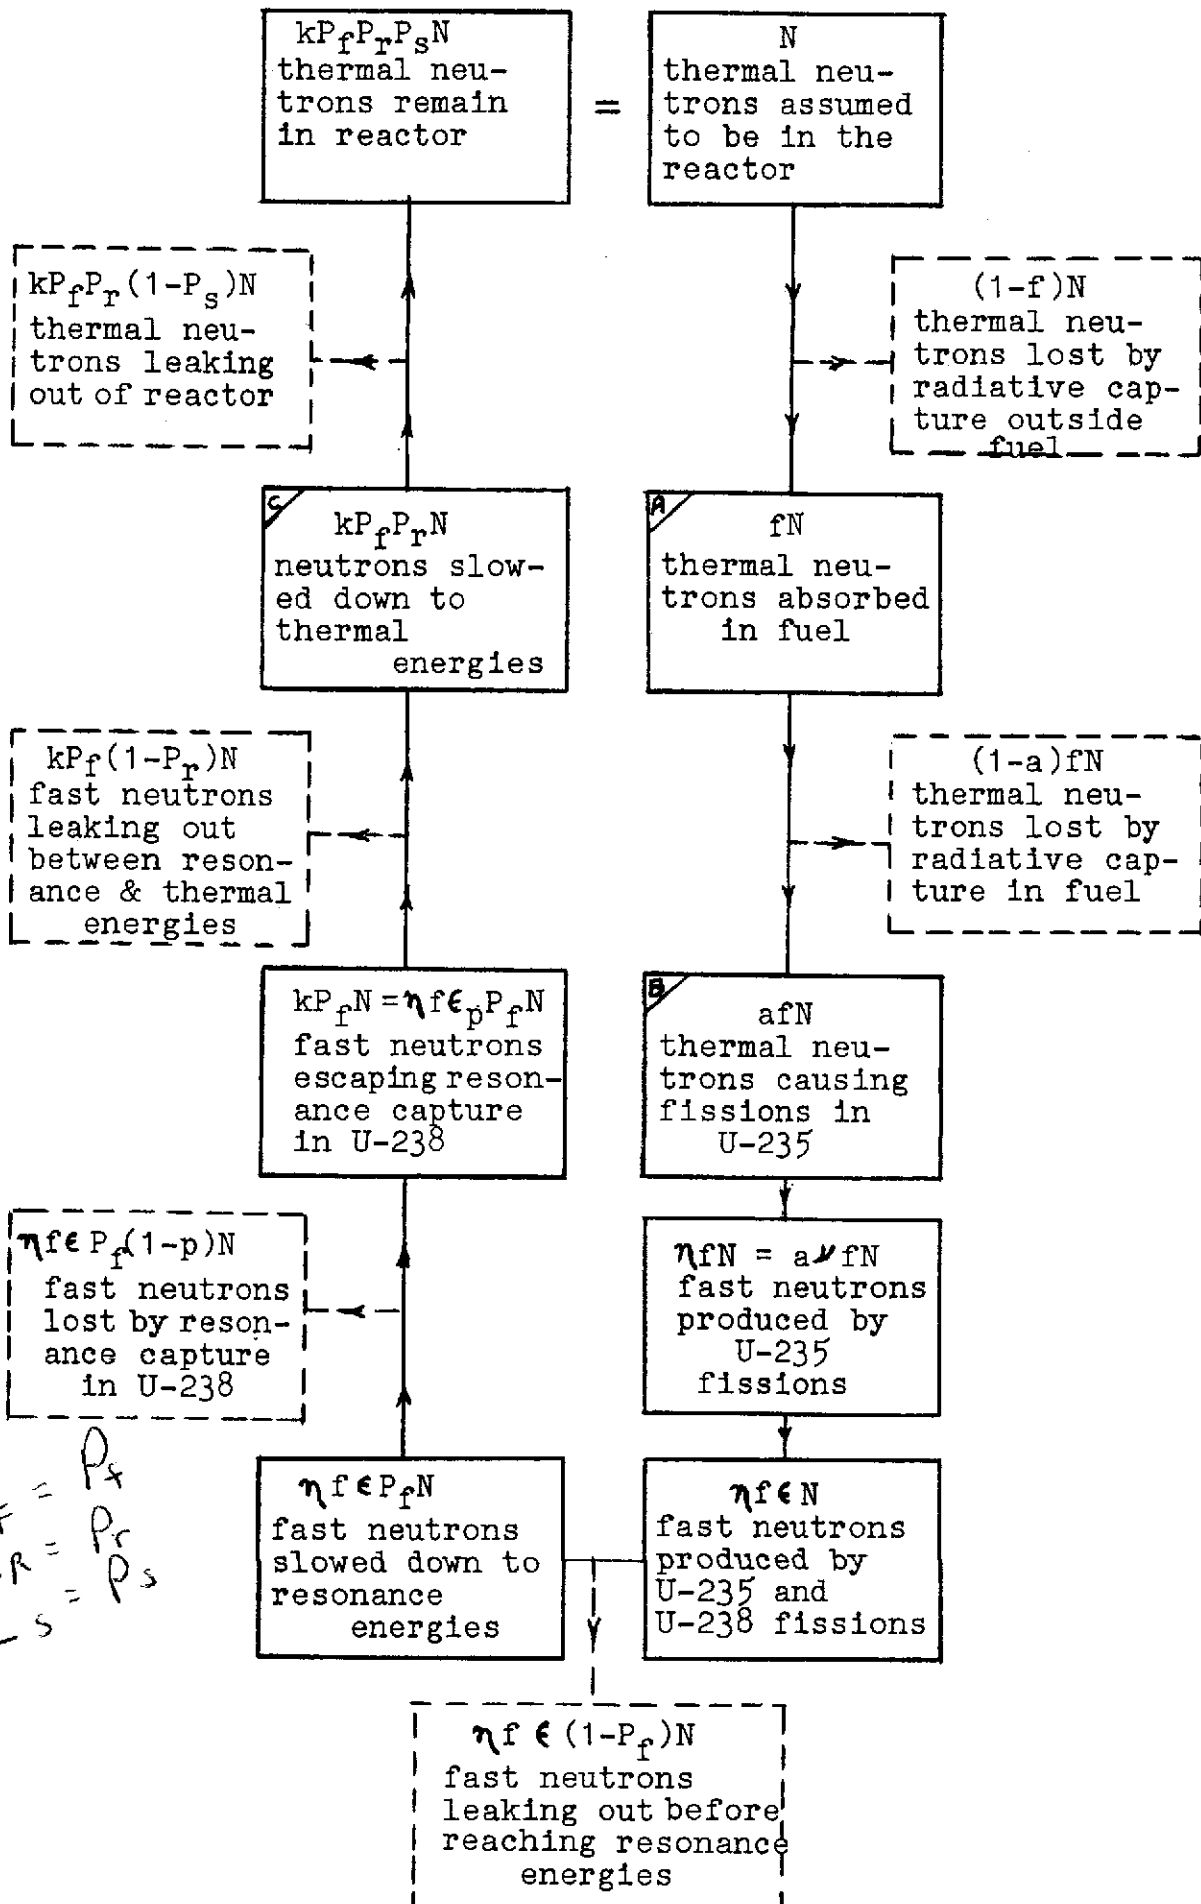 kP_fP_rP_sN
thermal neu-
trons remain
in reactor
=
N
thermal neu-
trons assumed
to be in the
reactor
kP_fP_r(1-P_s)N
thermal neu-
trons leaking
out of reactor
(1-f)N
thermal neu-
trons lost by
radiative cap-
ture outside
fuel
C
kP_fP_rN
neutrons slow-
ed down to
thermal
energies
A
fN
thermal neu-
trons absorbed
in fuel
kP_f(1-P_r)N
fast neutrons
leaking out
between reson-
ance & thermal
energies
(1-a)fN
thermal neu-
trons lost by
radiative cap-
ture in fuel
kP_fN = ηfϵ_pP_fN
fast neutrons
escaping reson-
ance capture
in U-238
B
afN
thermal neu-
trons causing
fissions in
U-235
ηfϵ P_f(1-p)N
fast neutrons
lost by reson-
ance capture
in U-238
ηfN = aνfN
fast neutrons
produced by
U-235
fissions
= P_f
R = P_r
s = P_s
ηfϵP_fN
fast neutrons
slowed down to
resonance
energies
ηfϵN
fast neutrons
produced by
U-235 and
U-238 fissions
ηfϵ(1-P_f)N
fast neutrons
leaking out before
reaching resonance
energies